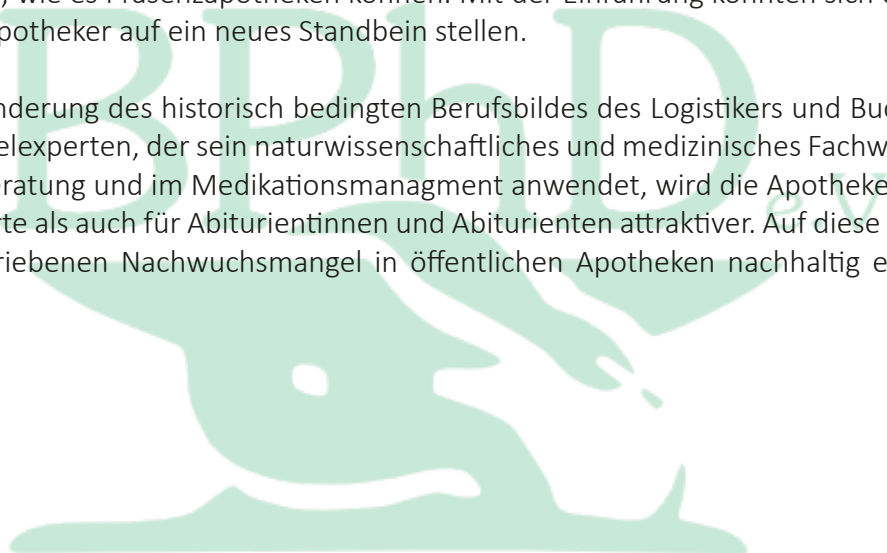 , wie es Präsenzapotheken können. Mit der Einführung könnten sich
potheker auf ein neues Standbein stellen.
nderung des historisch bedingten Berufsbildes des Logistikers und Buc
elexperten, der sein naturwissenschaftliches und medizinisches Fachw
eratung und im Medikationsmanagment anwendet, wird die Apotheke
rte als auch für Abiturientinnen und Abiturienten attraktiver. Auf diese
riebenen Nachwuchsmangel in öffentlichen Apotheken nachhaltig e
BPhD
e.V